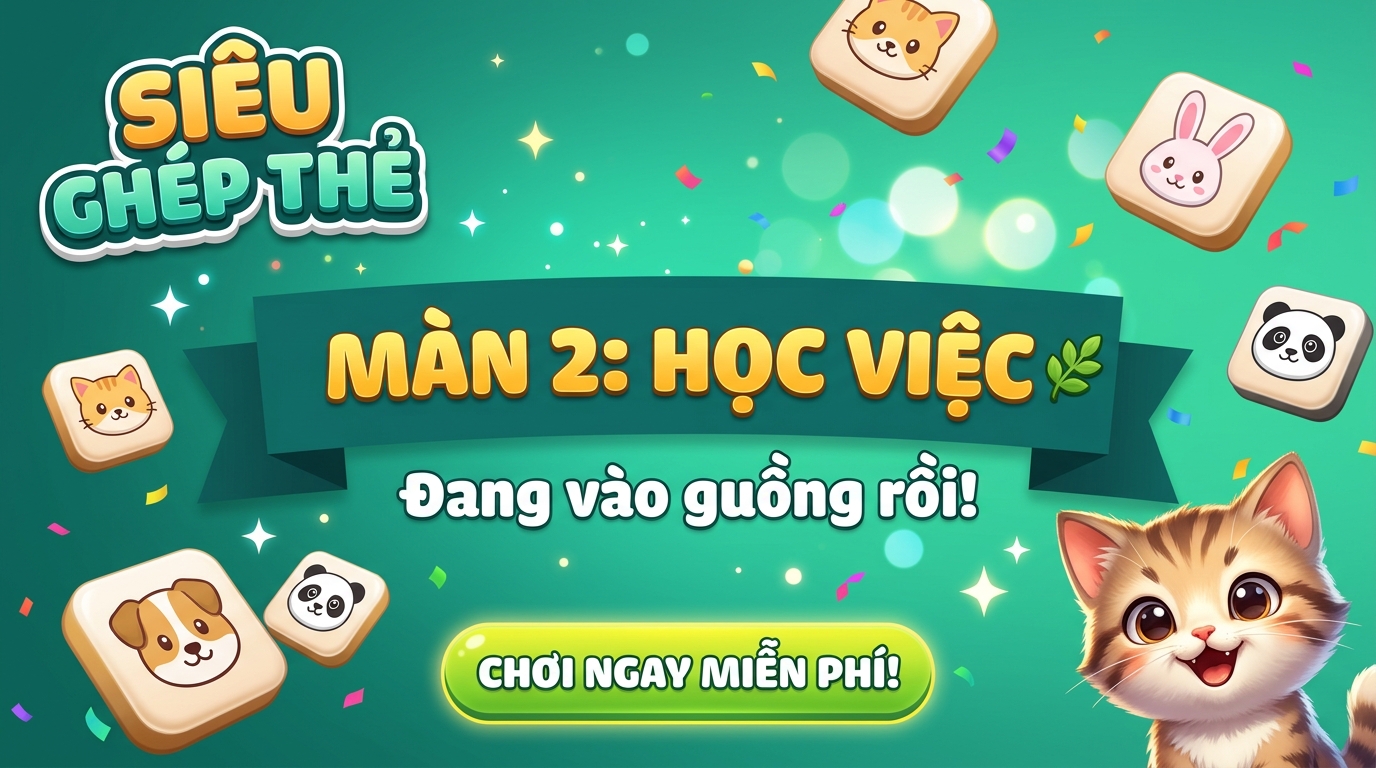 SIÊU
GHÉP THẺ
MÀN 2: HỌC VIỆC
Đang vào guồng rồi!
CHƠI NGAY MIỄN PHÍ!